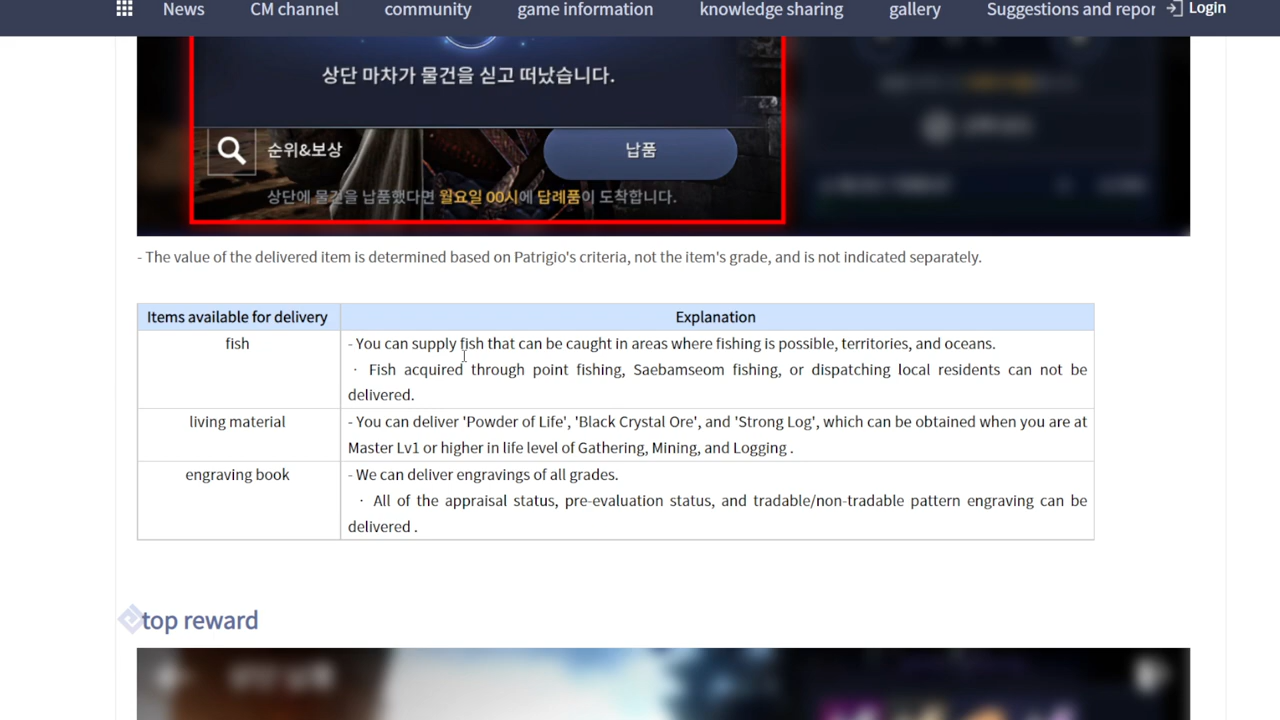 News CM channel community game information knowledge sharing gallery Suggestions and repor Login
상단 마차가 물건을 싣고 떠났습니다.
순위&보상 납품
상단에 물건을 납품했다면 월요일 00시에 답례품이 도착합니다.
- The value of the delivered item is determined based on Patrigio's criteria, not the item's grade, and is not indicated separately.
Items available for delivery Explanation
fish - You can supply fish that can be caught in areas where fishing is possible, territories, and oceans.
· Fish acquired through point fishing, Saebamseom fishing, or dispatching local residents can not be
delivered.
living material - You can deliver 'Powder of Life', 'Black Crystal Ore', and 'Strong Log', which can be obtained when you are at
Master Lv1 or higher in life level of Gathering, Mining, and Logging .
engraving book - We can deliver engravings of all grades.
· All of the appraisal status, pre-evaluation status, and tradable/non-tradable pattern engraving can be
delivered .
top reward